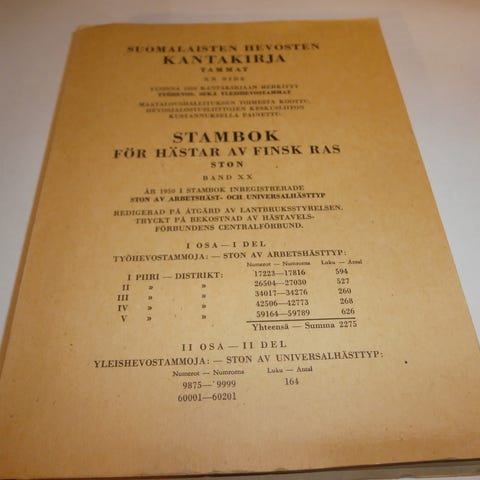 SUOMALAISTEN HEVOSTEN
KANTAKIRJA
TAMMAT
XX SIDE
VUONNA 1950 KANTAKIRJAAN MERKITYT
TYÖHEVOS- SEKÄ YLEISHEVOSTAMMAT
MAATALOUSHALLITUKSEN TOIMESTA KOOTTU.
HEVOSJALOSTUSLIITTOJEN KESKUSLIITON
KUSTANNUKSELLA PAINETTU.
STAMBOK
FÖR HÄSTAR AV FINSK RAS
STON
BAND XX
ÅR 1950 I STAMBOK INREGISTRERADE
STON AV ARBETSHÄST- OCH UNIVERSALHÄSTTYP
REDIGERAD PÅ ÅTGÄRD AV LANTBRUKSSTYRELSEN.
TRYCKT PÅ BEKOSTNAD AV HÄSTAVELS-
FÖRBUNDENS CENTRALFÖRBUND.
I OSA — I DEL
TYÖHEVOSTAMMOJA: — STON AV ARBETSHÄSTTYP:
Numerot — Numrorna Luku — Antal
I PIIRI — DISTRIKT: 17223—17816 594
II » » 26504—27030 527
III » » 34017—34276 260
IV » » 42506—42773 268
V » » 59164—59789 626
Yhteensä — Summa 2275
II OSA — II DEL
YLEISHEVOSTAMMOJA: — STON AV UNIVERSALHÄSTTYP:
Numerot — Numrorna Luku — Antal
9875—9999 164
60001—60201